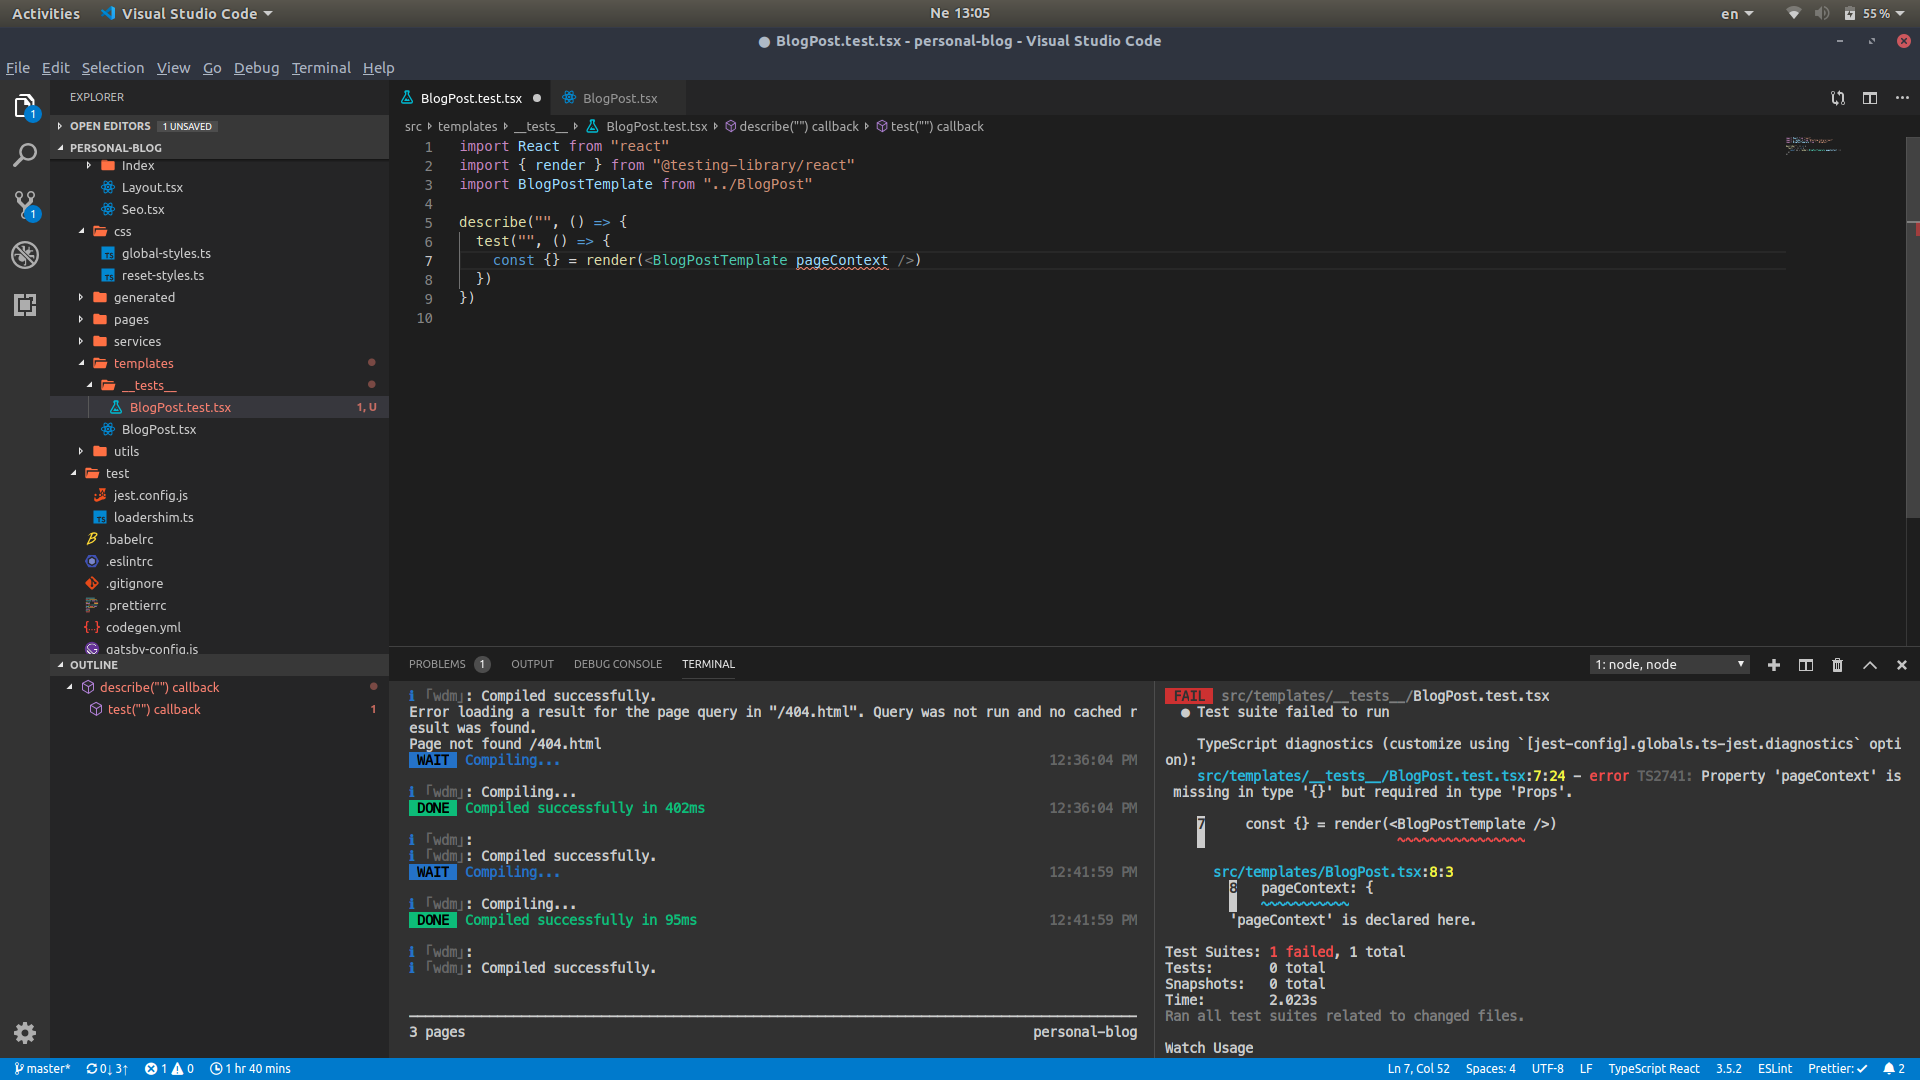 Activities
Visual Studio Code
Ne 13:05
en
55 %
● BlogPost.test.tsx - personal-blog - Visual Studio Code
File Edit Selection View Go Debug Terminal Help
EXPLORER
OPEN EDITORS 1 UNSAVED
PERSONAL-BLOG
Index
Layout.tsx
Seo.tsx
css
global-styles.ts
reset-styles.ts
generated
pages
services
templates
__tests__
BlogPost.test.tsx 1, U
BlogPost.tsx
utils
test
jest.config.js
loadershim.ts
.babelrc
.eslintrc
.gitignore
.prettierrc
codegen.yml
gatsby-config.js
OUTLINE
describe("") callback
test("") callback 1
1
1
BlogPost.test.tsx ●
BlogPost.tsx
src templates __tests__ BlogPost.test.tsx describe("") callback test("") callback
1 import React from "react"
2 import { render } from "@testing-library/react"
3 import BlogPostTemplate from "../BlogPost"
4
5 describe("", () => {
6 test("", () => {
7 const {} = render(<BlogPostTemplate pageContext />)
8 })
9 })
10
PROBLEMS 1 OUTPUT DEBUG CONSOLE TERMINAL
1: node, node
ℹ ｢wdm｣: Compiled successfully.
Error loading a result for the page query in "/404.html". Query was not run and no cached r
esult was found.
Page not found /404.html
WAIT Compiling... 12:36:04 PM
ℹ ｢wdm｣: Compiling...
DONE Compiled successfully in 402ms 12:36:04 PM
ℹ ｢wdm｣:
ℹ ｢wdm｣: Compiled successfully.
WAIT Compiling... 12:41:59 PM
ℹ ｢wdm｣: Compiling...
DONE Compiled successfully in 95ms 12:41:59 PM
ℹ ｢wdm｣:
ℹ ｢wdm｣: Compiled successfully.
3 pages personal-blog
FAIL src/templates/__tests__/BlogPost.test.tsx
● Test suite failed to run
TypeScript diagnostics (customize using `[jest-config].globals.ts-jest.diagnostics` opti
on):
src/templates/__tests__/BlogPost.test.tsx:7:24 - error TS2741: Property 'pageContext' is
missing in type '{}' but required in type 'Props'.
7 const {} = render(<BlogPostTemplate />)
src/templates/BlogPost.tsx:8:3
8 pageContext: {
'pageContext' is declared here.
Test Suites: 1 failed, 1 total
Tests: 0 total
Snapshots: 0 total
Time: 2.023s
Ran all test suites related to changed files.
Watch Usage
master* 0↓ 3↑ 1 0 1 hr 40 mins
Ln 7, Col 52 Spaces: 4 UTF-8 LF TypeScript React 3.5.2 ESLint Prettier: ✓ 2